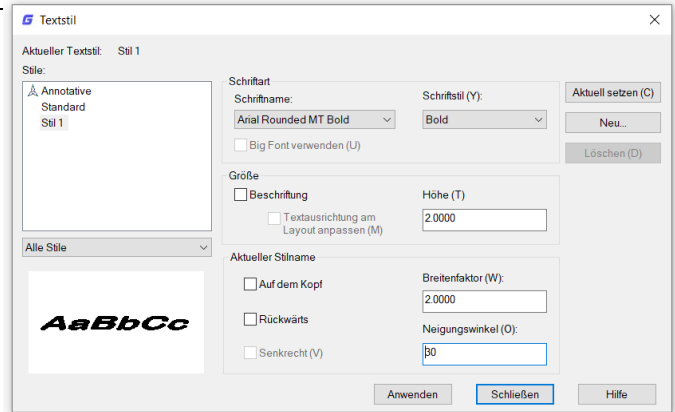 Textstil
Aktueller Textstil: Stil 1
Stile:
Annotative
Standard
Stil 1
Alle Stile
AaBbCc
Schriftart
Schriftname:
Arial Rounded MT Bold
Schriftstil (Y):
Bold
Big Font verwenden (U)
Größe
Beschriftung
Textausrichtung am
Layout anpassen (M)
Höhe (T)
2.0000
Aktueller Stilname
Auf dem Kopf
Rückwärts
Senkrecht (V)
Breitenfaktor (W):
2.0000
Neigungswinkel (O):
30
Aktuell setzen (C)
Neu...
Löschen (D)
Anwenden
Schließen
Hilfe